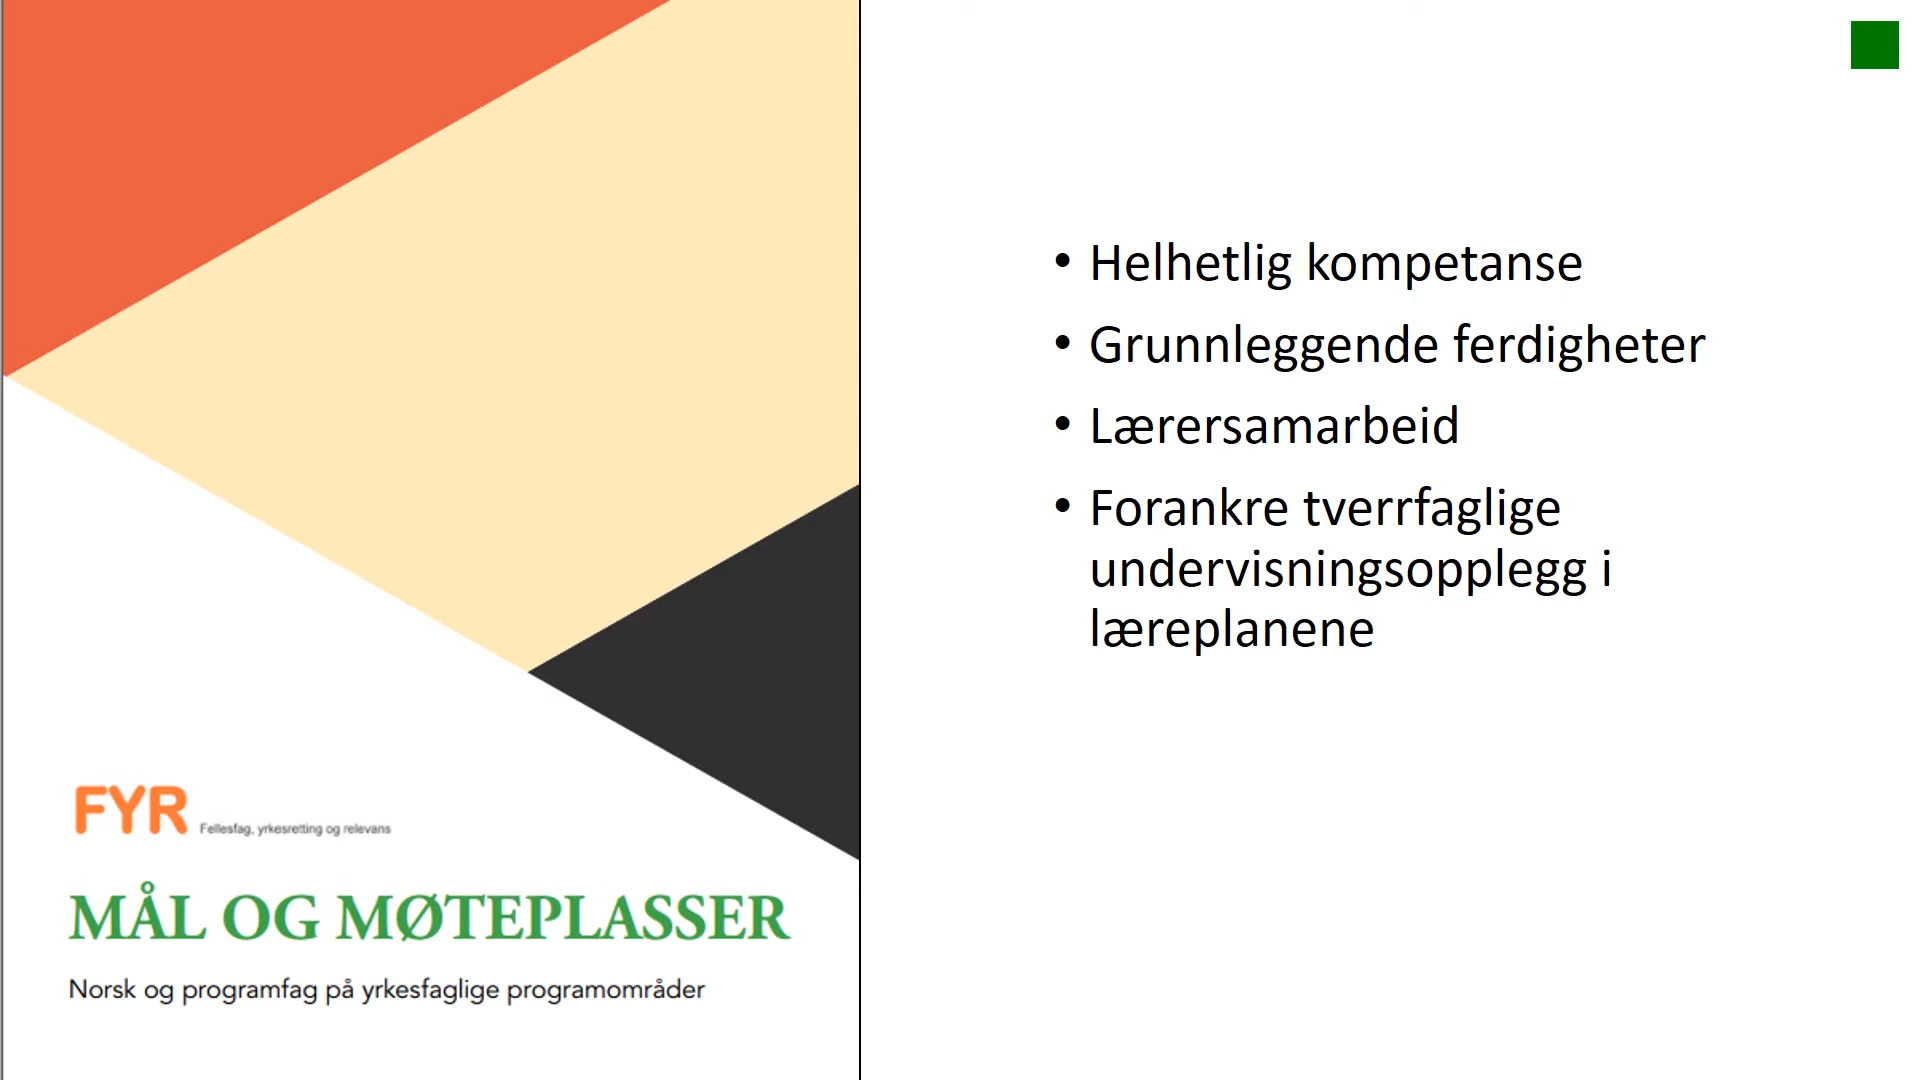 FYR Fellesfag, yrkesretting og relevans
MÅL OG MØTEPLASSER
Norsk og programfag på yrkesfaglige programområder
• Helhetlig kompetanse
• Grunnleggende ferdigheter
• Lærersamarbeid
• Forankre tverrfaglige
undervisningsopplegg i
læreplanene